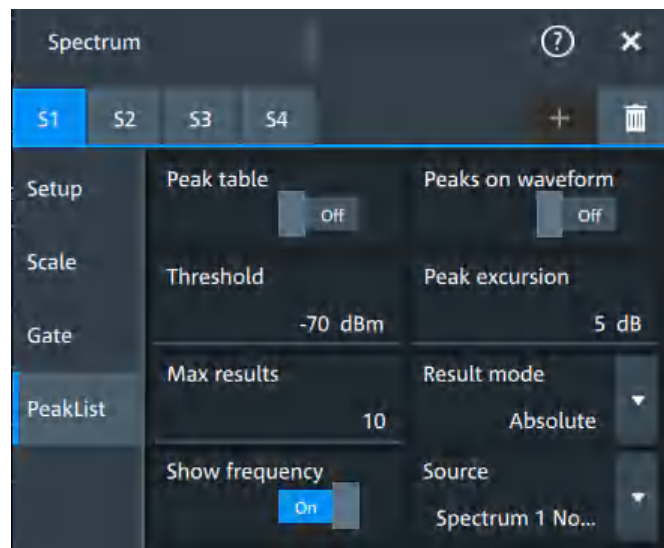 Spectrum
S1 S2 S3 S4
Setup
Scale
Gate
PeakList
Peak table
Off
Peaks on waveform
Off
Threshold
-70 dBm
Peak excursion
5 dB
Max results
10
Result mode
Absolute
Show frequency
On
Source
Spectrum 1 No...